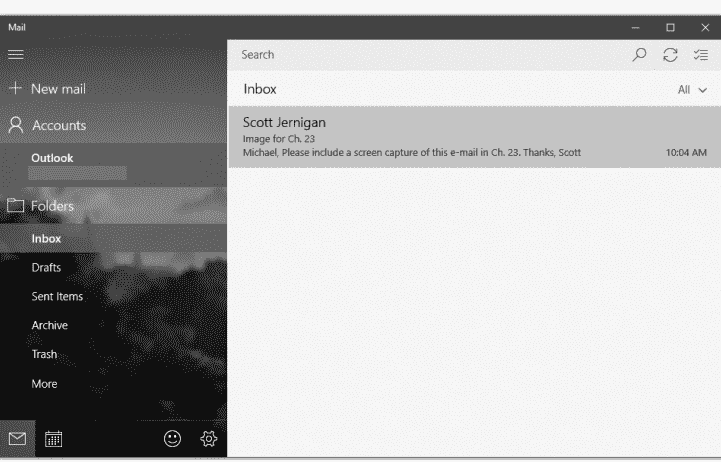 Mail
Search
New mail
Inbox
All
Accounts
Scott Jernigan
Image for Ch. 23
Michael, Please include a screen capture of this e-mail in Ch. 23. Thanks, Scott
10:04 AM
Outlook
Folders
Inbox
Drafts
Sent Items
Archive
Trash
More